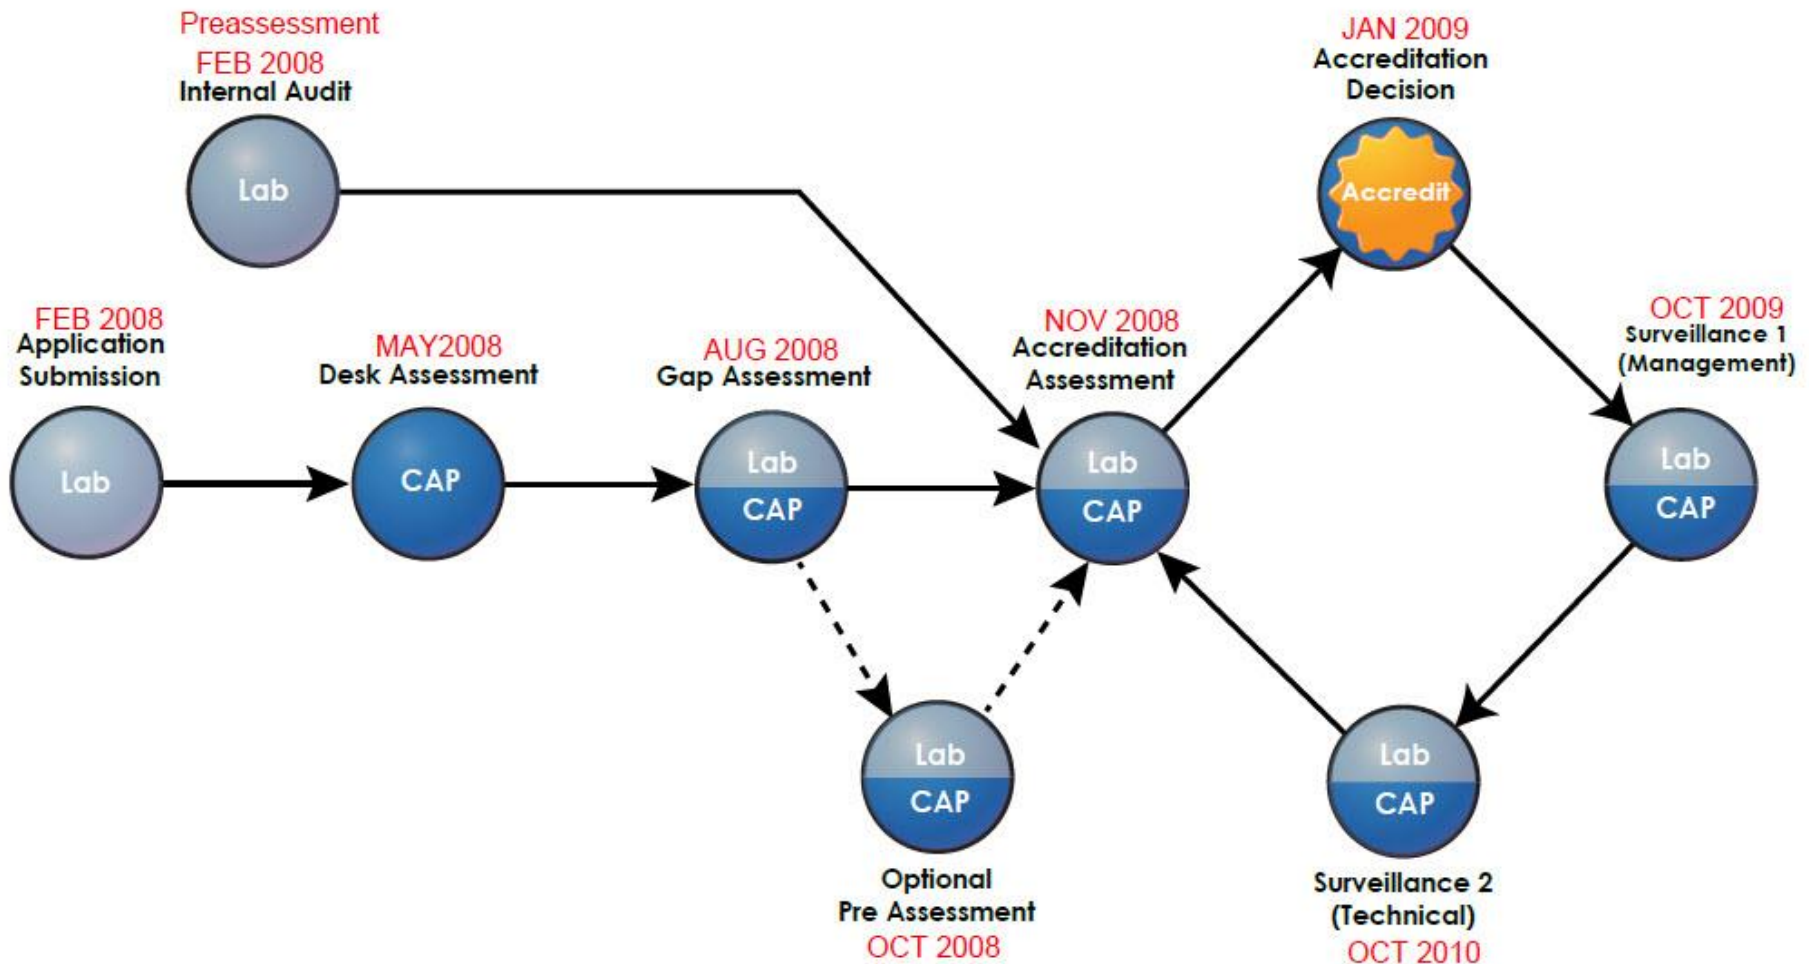 Preassessment
FEB 2008
Internal Audit
Lab
JAN 2009
Accreditation
Decision
Accredit
FEB 2008
Application
Submission
Lab
MAY2008
Desk Assessment
CAP
AUG 2008
Gap Assessment
Lab
CAP
NOV 2008
Accreditation
Assessment
Lab
CAP
OCT 2009
Surveillance 1
(Management)
Lab
CAP
Lab
CAP
Optional
Pre Assessment
OCT 2008
Lab
CAP
Surveillance 2
(Technical)
OCT 2010